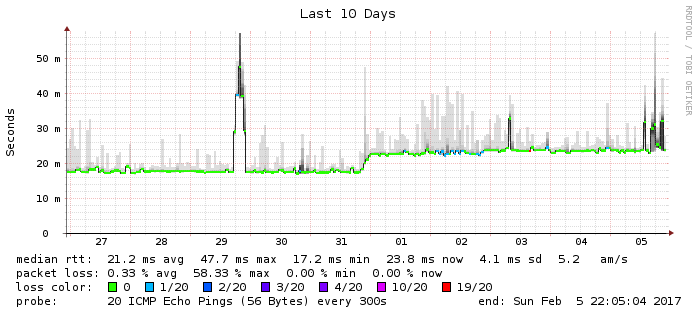 Last 10 Days
RRDTOOL / TOBI OETIKER
Seconds
50 m
40 m
30 m
20 m
10 m
0
27 28 29 30 31 01 02 03 04 05
median rtt: 21.2 ms avg 47.7 ms max 17.2 ms min 23.8 ms now 4.1 ms sd 5.2 am/s
packet loss: 0.33 % avg 58.33 % max 0.00 % min 0.00 % now
loss color: 0 1/20 2/20 3/20 4/20 10/20 19/20
probe: 20 ICMP Echo Pings (56 Bytes) every 300s end: Sun Feb 5 22:05:04 2017